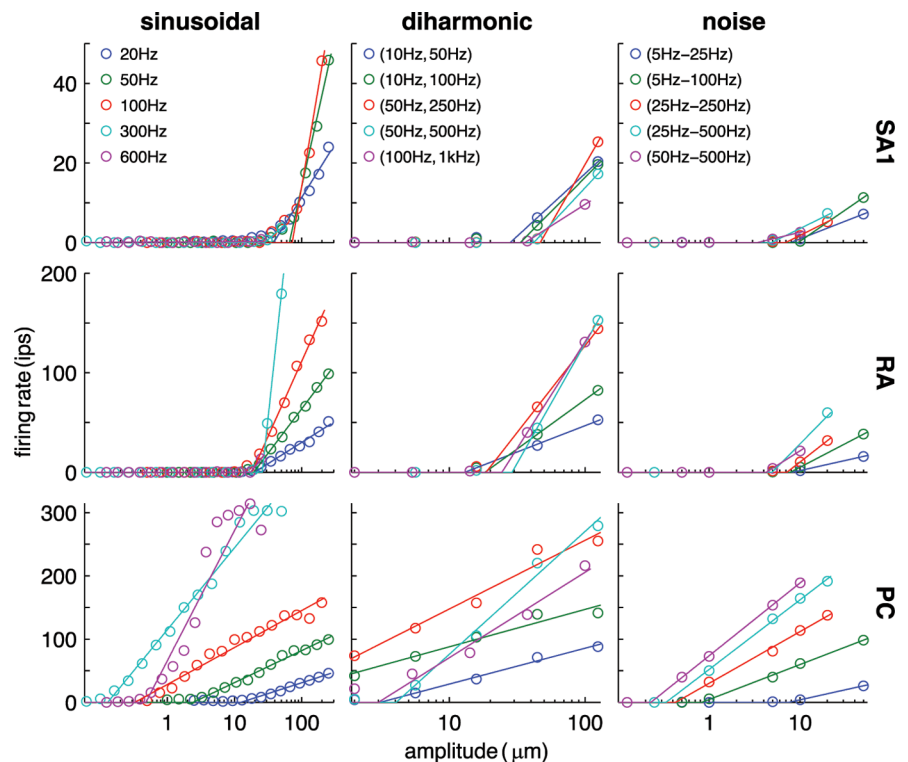 sinusoidal diharmonic noise
20Hz
50Hz
100Hz
300Hz
600Hz
(10Hz, 50Hz)
(10Hz, 100Hz)
(50Hz, 250Hz)
(50Hz, 500Hz)
(100Hz, 1kHz)
(5Hz−25Hz)
(5Hz−100Hz)
(25Hz−250Hz)
(25Hz−500Hz)
(50Hz−500Hz)
40
20
0
SA1
200
100
0
RA
firing rate (ips)
300
200
100
0
PC
1 10 100
10 100
1 10
amplitude (μm)